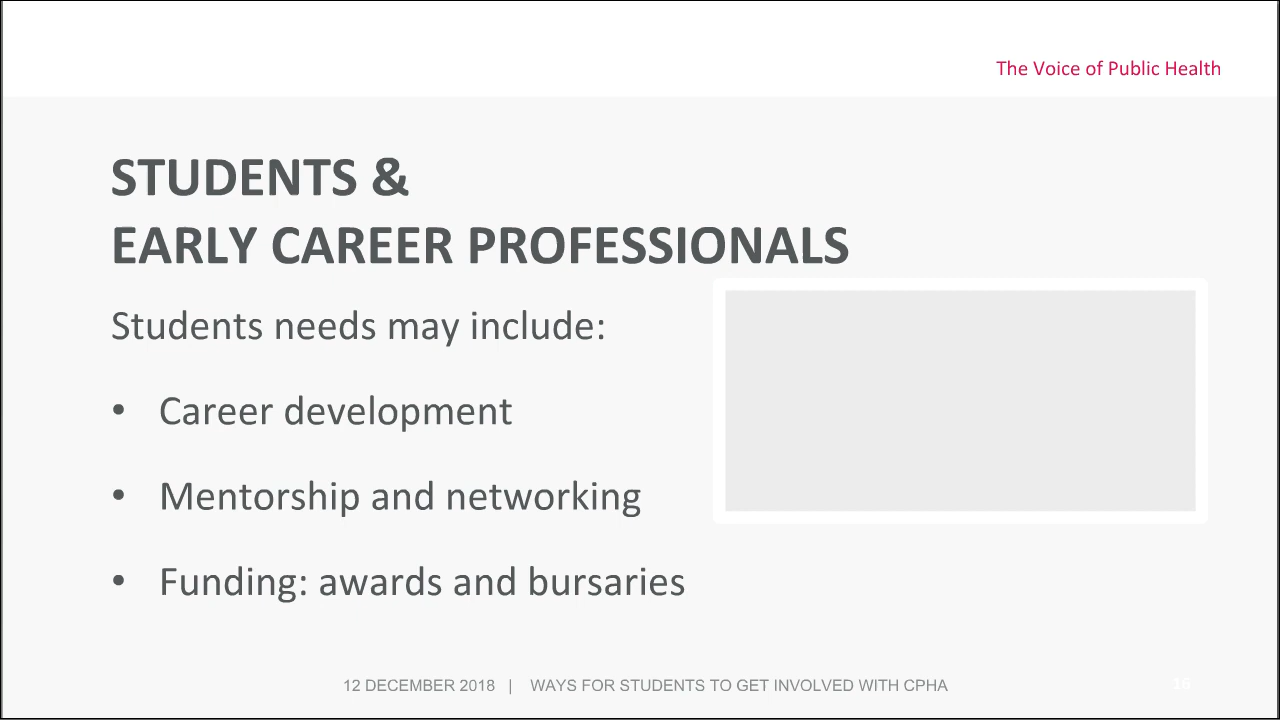 The Voice of Public Health
STUDENTS &
EARLY CAREER PROFESSIONALS
Students needs may include:
• Career development
• Mentorship and networking
• Funding: awards and bursaries
12 DECEMBER 2018 | WAYS FOR STUDENTS TO GET INVOLVED WITH CPHA
16